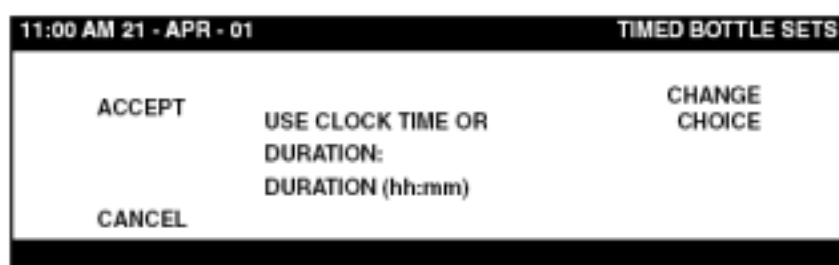 11:00 AM 21 - APR - 01
TIMED BOTTLE SETS
ACCEPT
USE CLOCK TIME OR
DURATION:
DURATION (hh:mm)
CHANGE
CHOICE
CANCEL